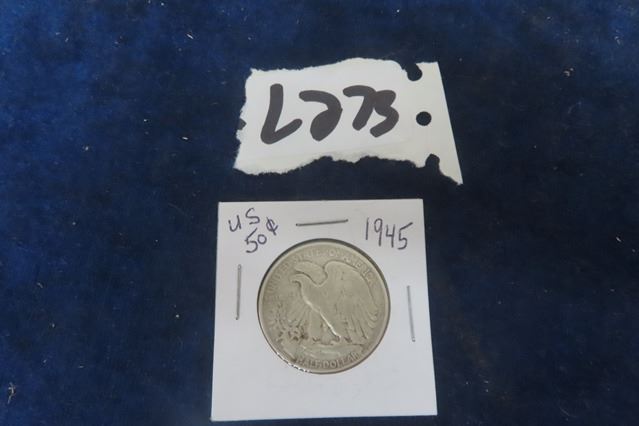 L273
US
50¢
1945
UNITED STATES OF AMERICA
HALF DOLLAR